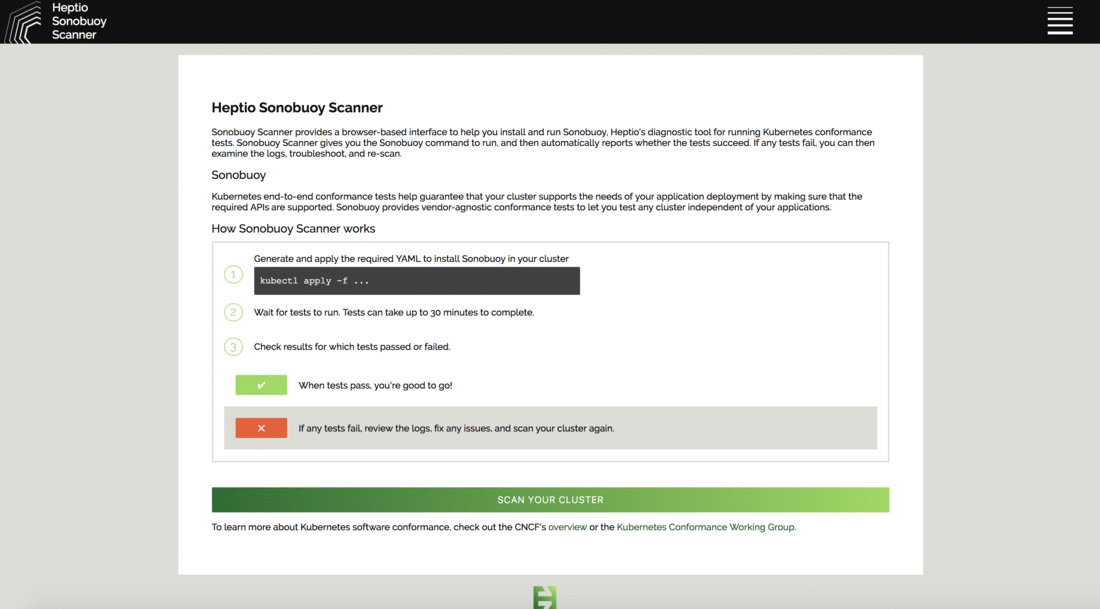 Heptio
Sonobuoy
Scanner
Heptio Sonobuoy Scanner
Sonobuoy Scanner provides a browser-based interface to help you install and run Sonobuoy, Heptio's diagnostic tool for running Kubernetes conformance
tests. Sonobuoy Scanner gives you the Sonobuoy command to run, and then automatically reports whether the tests succeed. If any tests fail, you can then
examine the logs, troubleshoot, and re-scan.
Sonobuoy
Kubernetes end-to-end conformance tests help guarantee that your cluster supports the needs of your application deployment by making sure that the
required APIs are supported. Sonobuoy provides vendor-agnostic conformance tests to let you test any cluster independent of your applications.
How Sonobuoy Scanner works
Generate and apply the required YAML to install Sonobuoy in your cluster
1
kubectl apply -f ...
2 Wait for tests to run. Tests can take up to 30 minutes to complete.
3 Check results for which tests passed or failed.
✔ When tests pass, you're good to go!
✕ If any tests fail, review the logs, fix any issues, and scan your cluster again.
SCAN YOUR CLUSTER
To learn more about Kubernetes software conformance, check out the CNCF's overview or the Kubernetes Conformance Working Group.